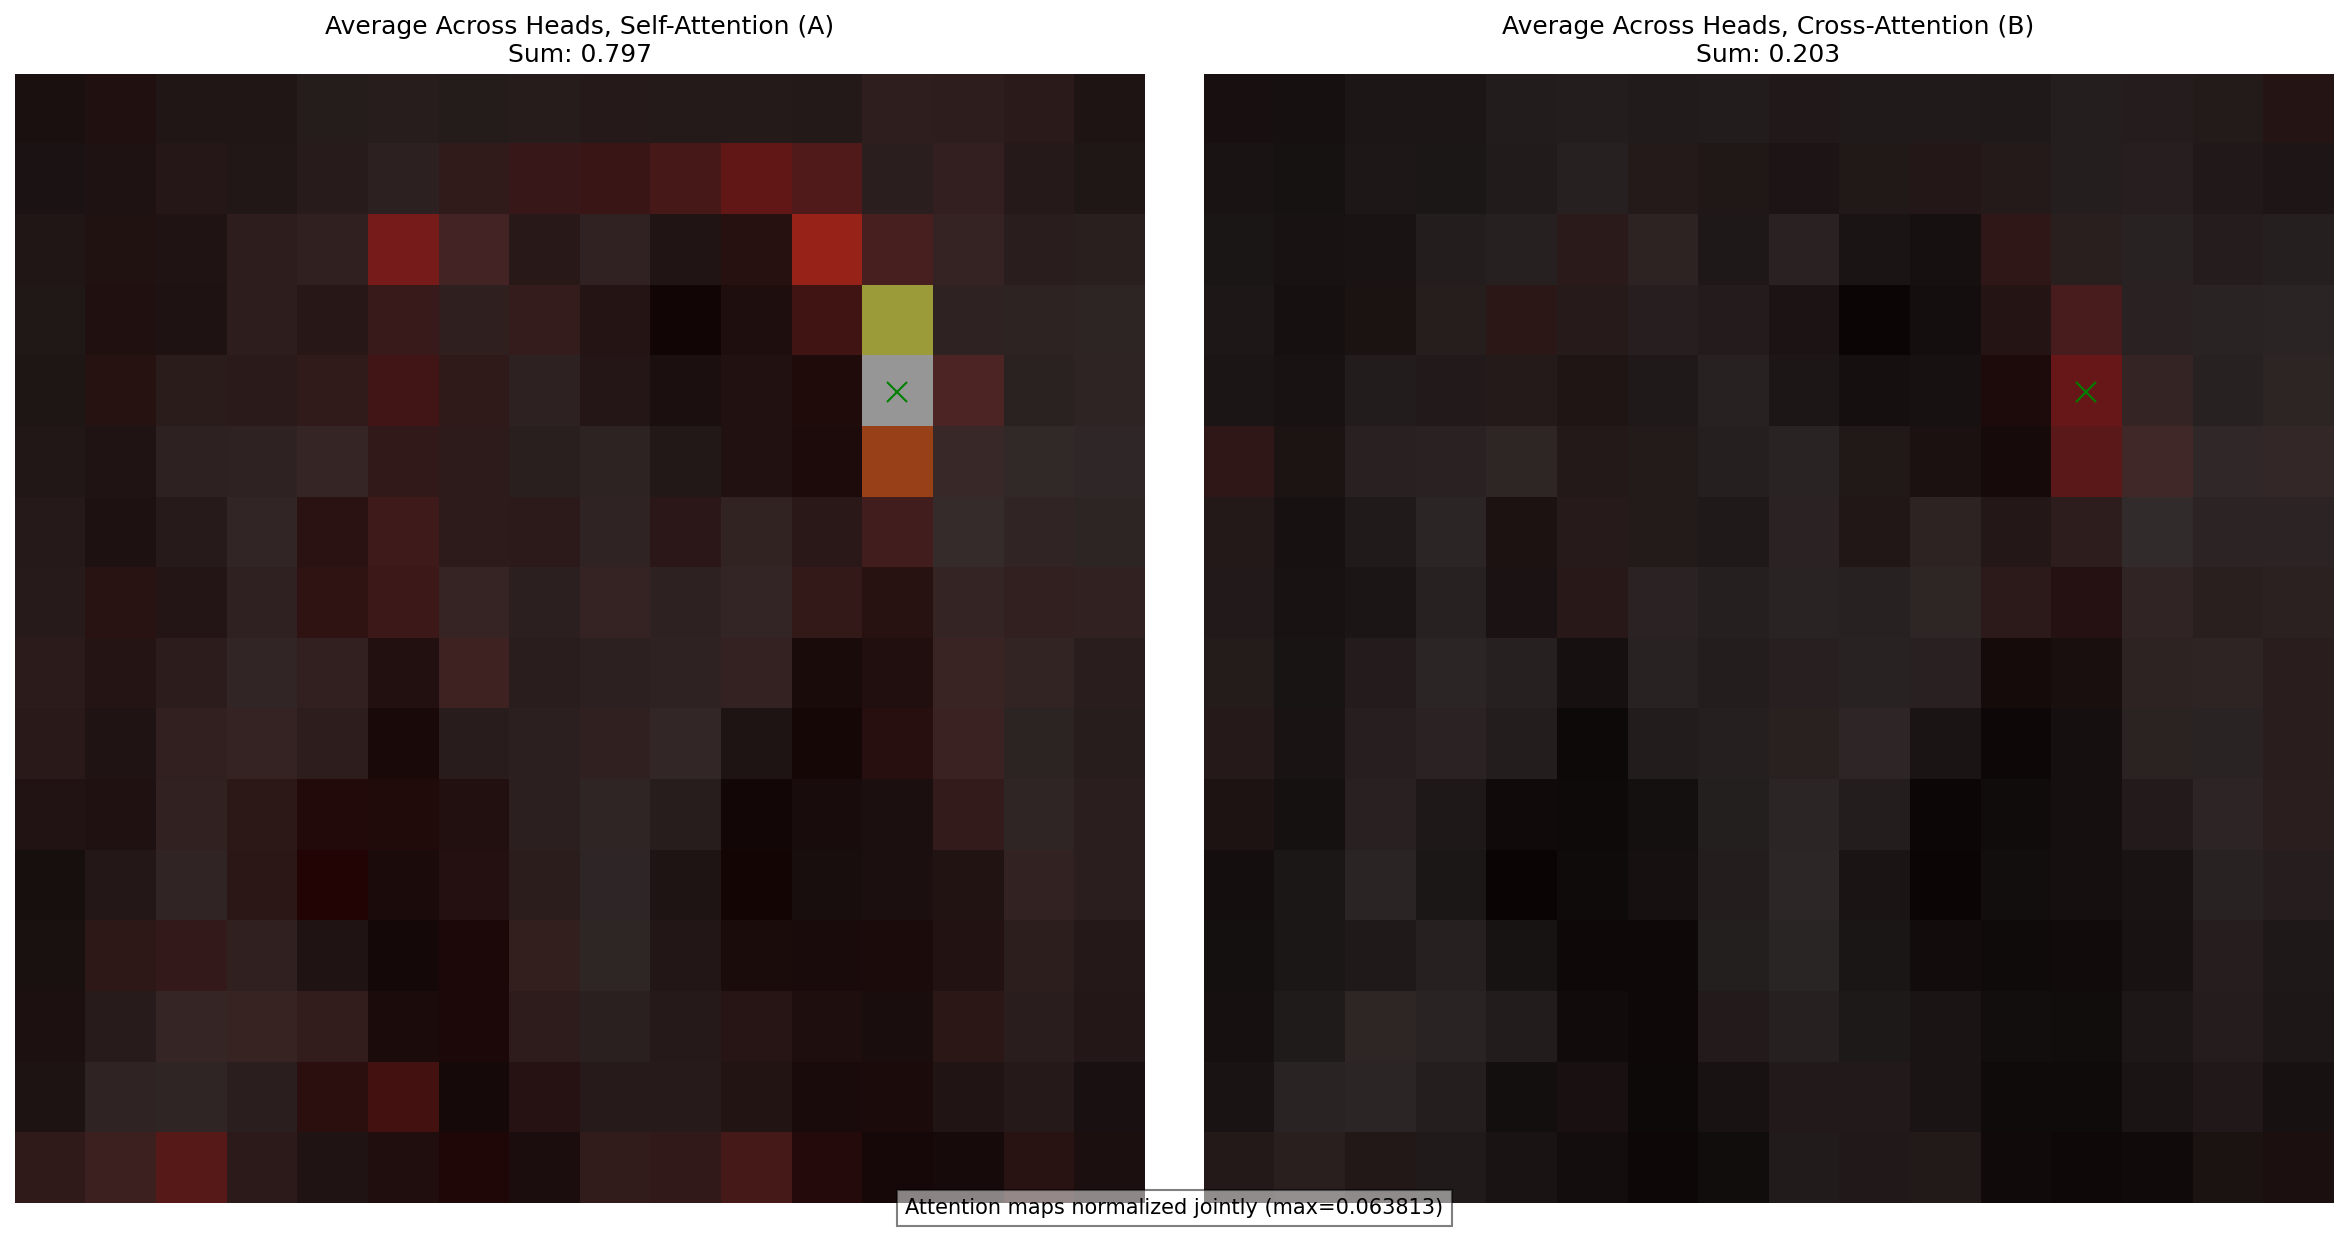 Average Across Heads, Self-Attention (A)
Sum: 0.797
Average Across Heads, Cross-Attention (B)
Sum: 0.203
Attention maps normalized jointly (max=0.063813)